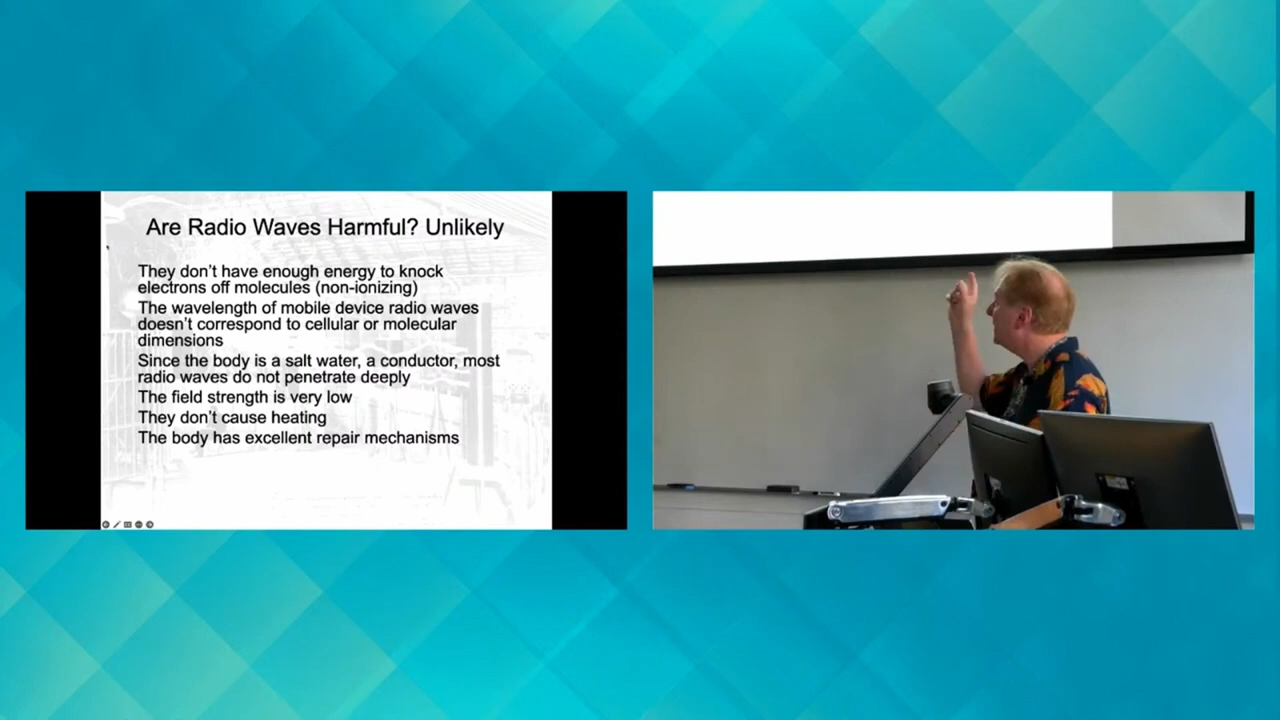 Are Radio Waves Harmful? Unlikely
They don't have enough energy to knock
electrons off molecules (non-ionizing)
The wavelength of mobile device radio waves
doesn't correspond to cellular or molecular
dimensions
Since the body is a salt water, a conductor, most
radio waves do not penetrate deeply
The field strength is very low
They don't cause heating
The body has excellent repair mechanisms